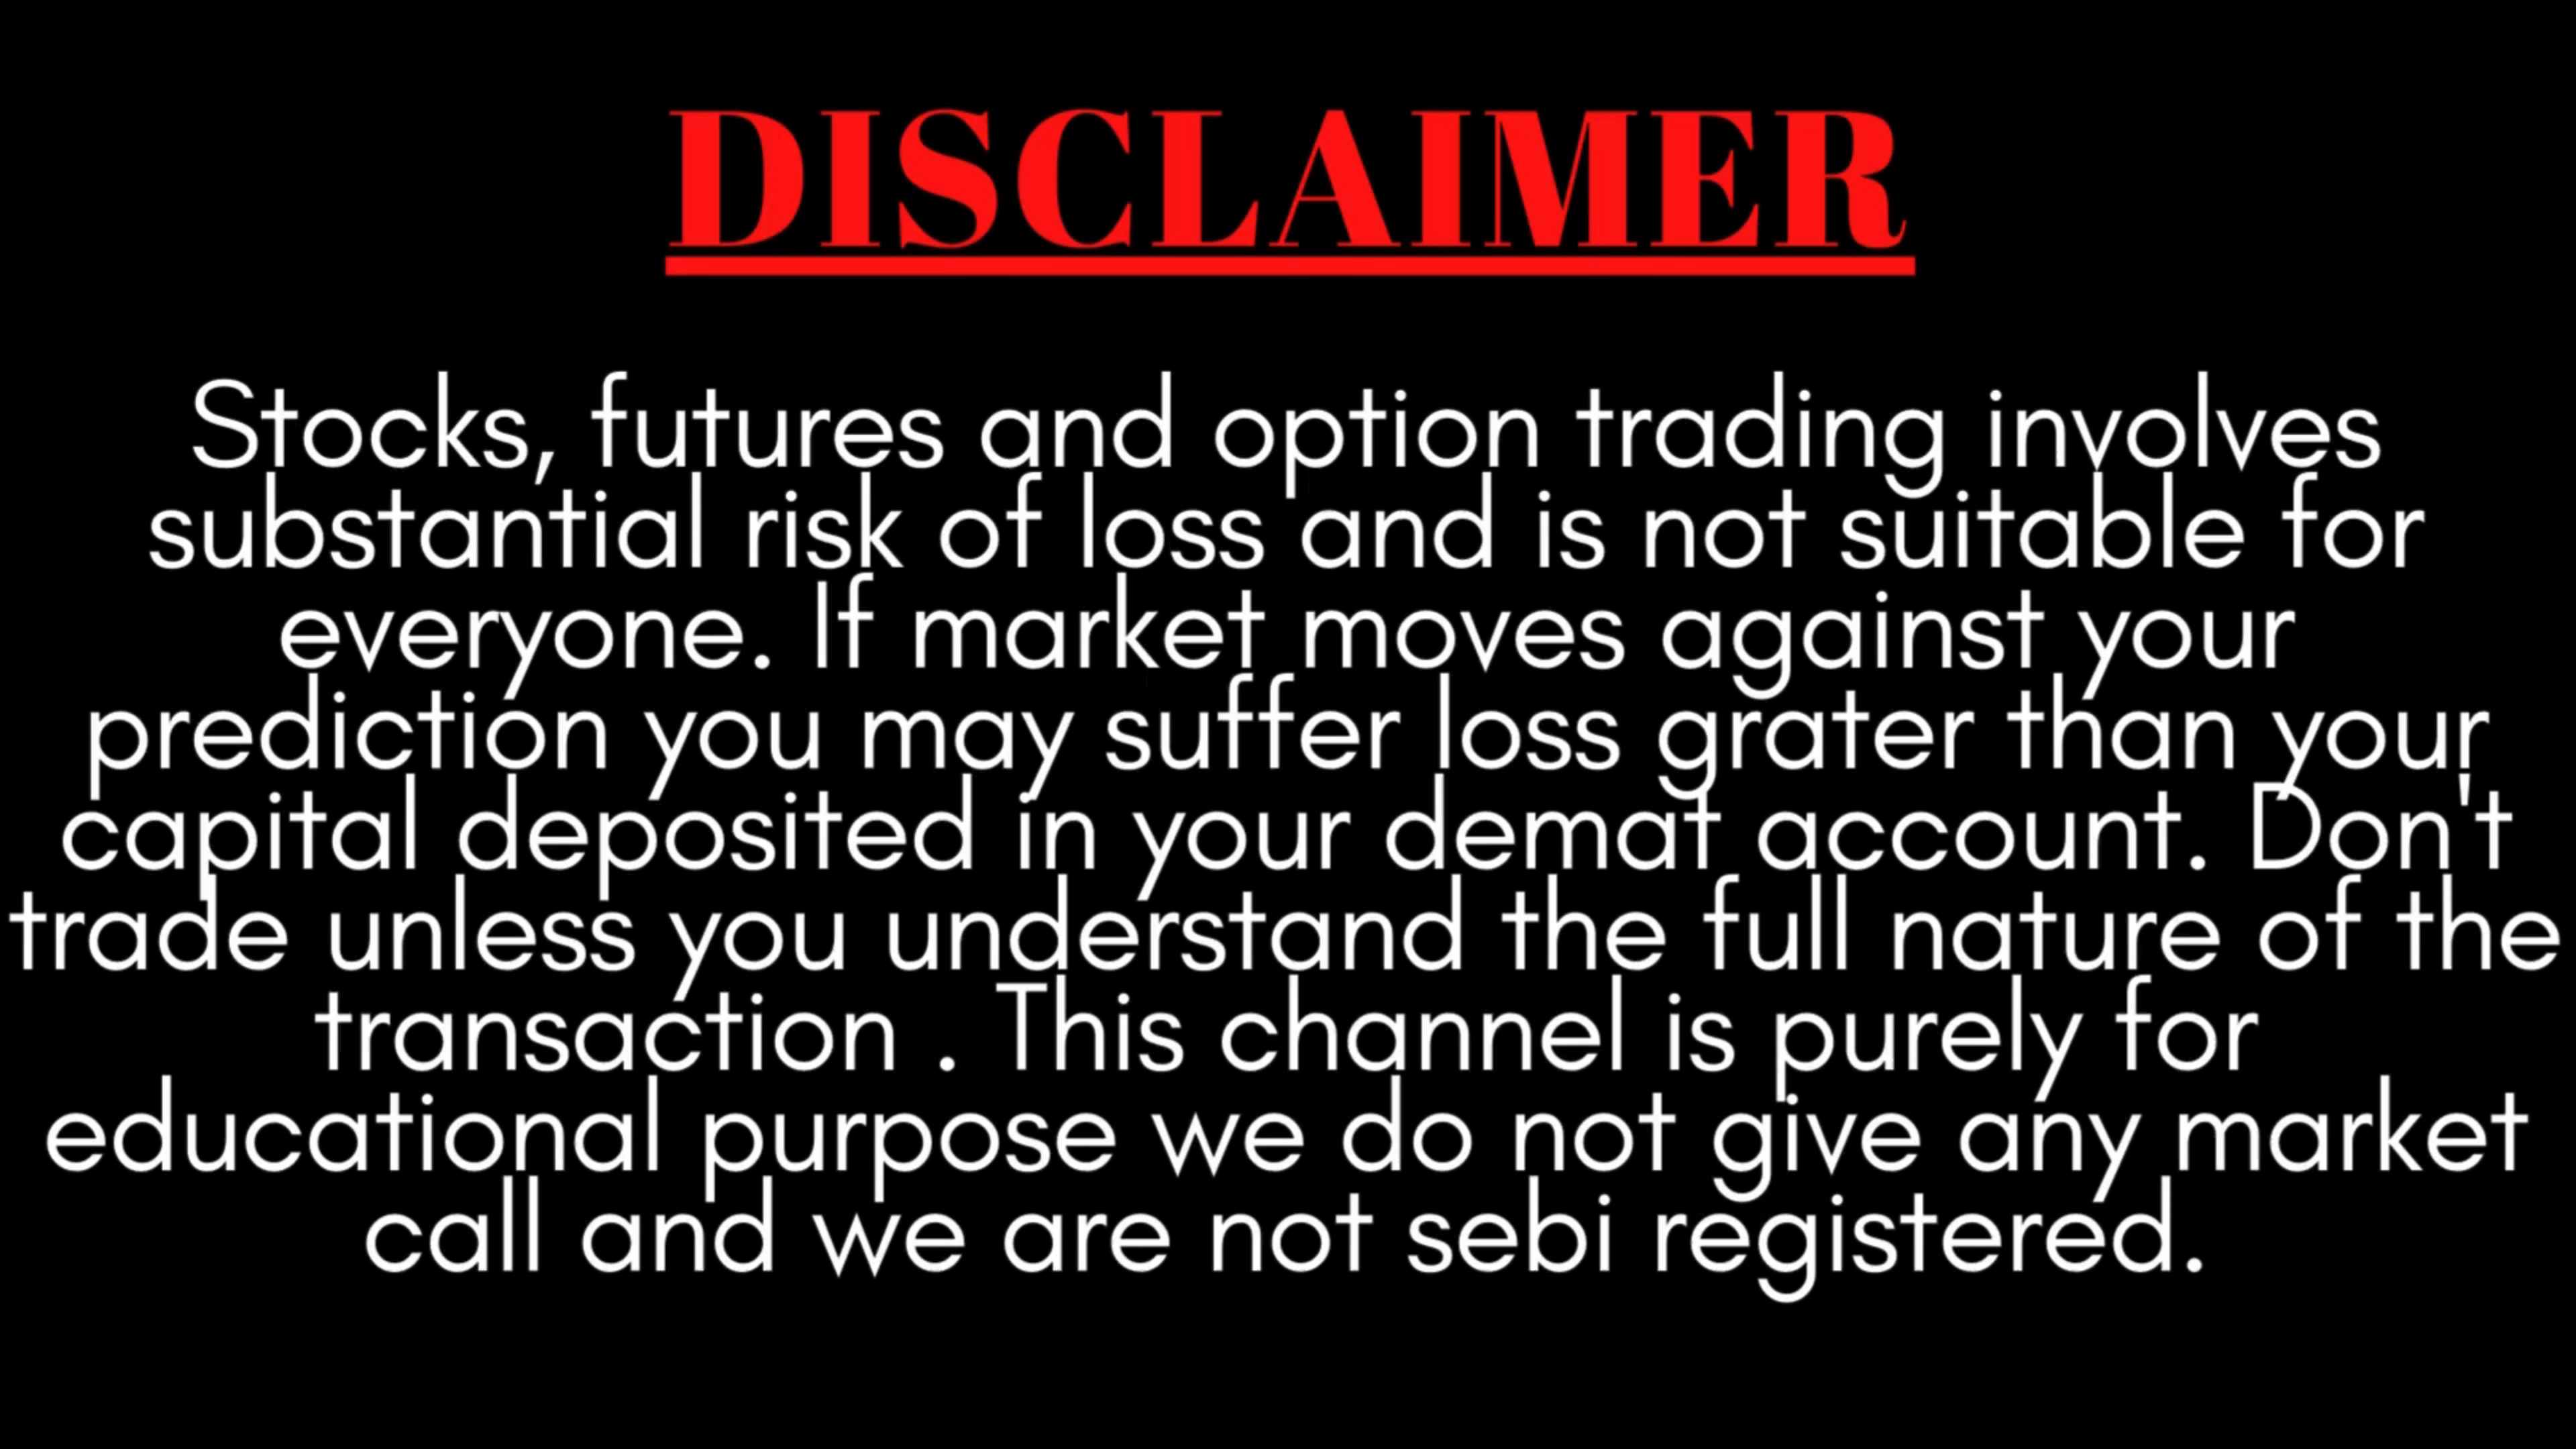 DISCLAIMER
Stocks, futures and option trading involves
substantial risk of loss and is not suitable for
everyone. If market moves against your
prediction you may suffer loss grater than your
capital deposited in your demat account. Don't
trade unless you understand the full nature of the
transaction . This channel is purely for
educational purpose we do not give any market
call and we are not sebi registered.